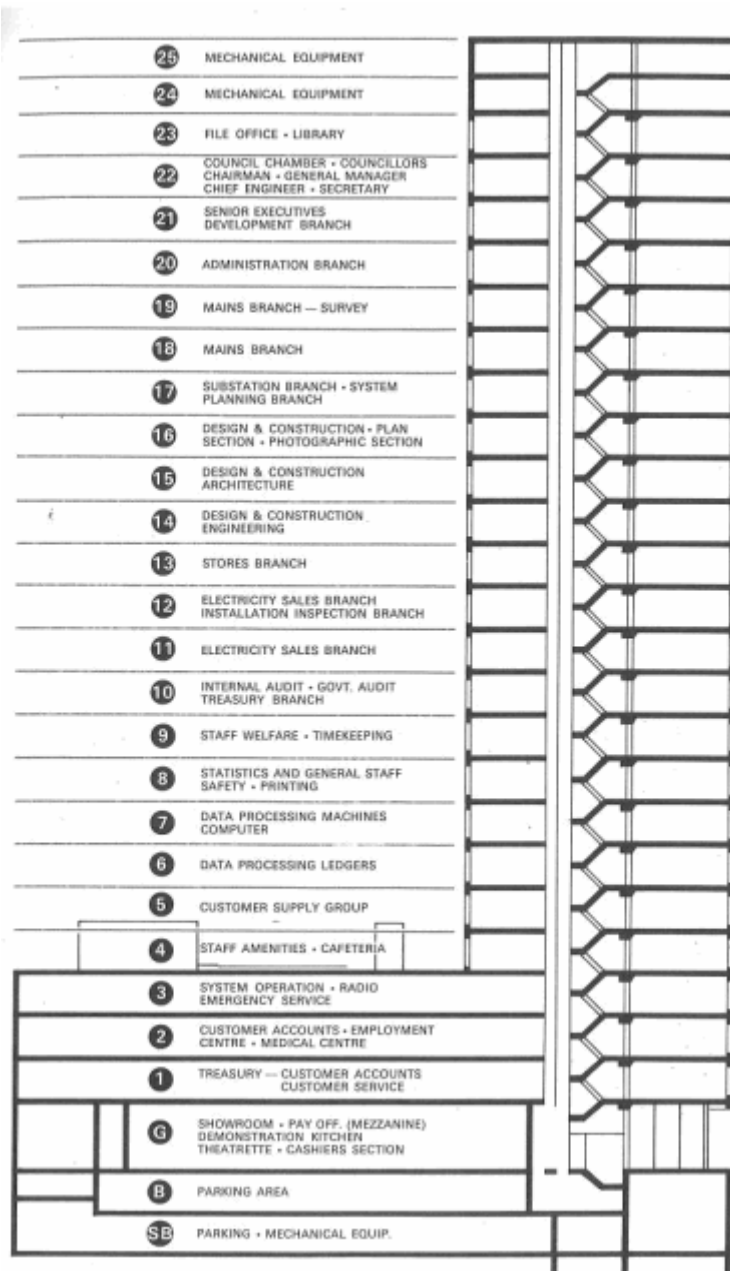 25 MECHANICAL EQUIPMENT
24 MECHANICAL EQUIPMENT
23 FILE OFFICE • LIBRARY
22 COUNCIL CHAMBER • COUNCILLORS
CHAIRMAN • GENERAL MANAGER
CHIEF ENGINEER • SECRETARY
21 SENIOR EXECUTIVES
DEVELOPMENT BRANCH
20 ADMINISTRATION BRANCH
19 MAINS BRANCH — SURVEY
18 MAINS BRANCH
17 SUBSTATION BRANCH • SYSTEM
PLANNING BRANCH
16 DESIGN & CONSTRUCTION • PLAN
SECTION • PHOTOGRAPHIC SECTION
15 DESIGN & CONSTRUCTION
ARCHITECTURE
14 DESIGN & CONSTRUCTION
ENGINEERING
13 STORES BRANCH
12 ELECTRICITY SALES BRANCH
INSTALLATION INSPECTION BRANCH
11 ELECTRICITY SALES BRANCH
10 INTERNAL AUDIT • GOVT. AUDIT
TREASURY BRANCH
9 STAFF WELFARE • TIMEKEEPING
8 STATISTICS AND GENERAL STAFF
SAFETY • PRINTING
7 DATA PROCESSING MACHINES
COMPUTER
6 DATA PROCESSING LEDGERS
5 CUSTOMER SUPPLY GROUP
4 STAFF AMENITIES • CAFETERIA
3 SYSTEM OPERATION • RADIO
EMERGENCY SERVICE
2 CUSTOMER ACCOUNTS • EMPLOYMENT
CENTRE • MEDICAL CENTRE
1 TREASURY — CUSTOMER ACCOUNTS
CUSTOMER SERVICE
G SHOWROOM • PAY OFF. (MEZZANINE)
DEMONSTRATION KITCHEN
THEATRETTE • CASHIERS SECTION
B PARKING AREA
SB PARKING • MECHANICAL EQUIP.